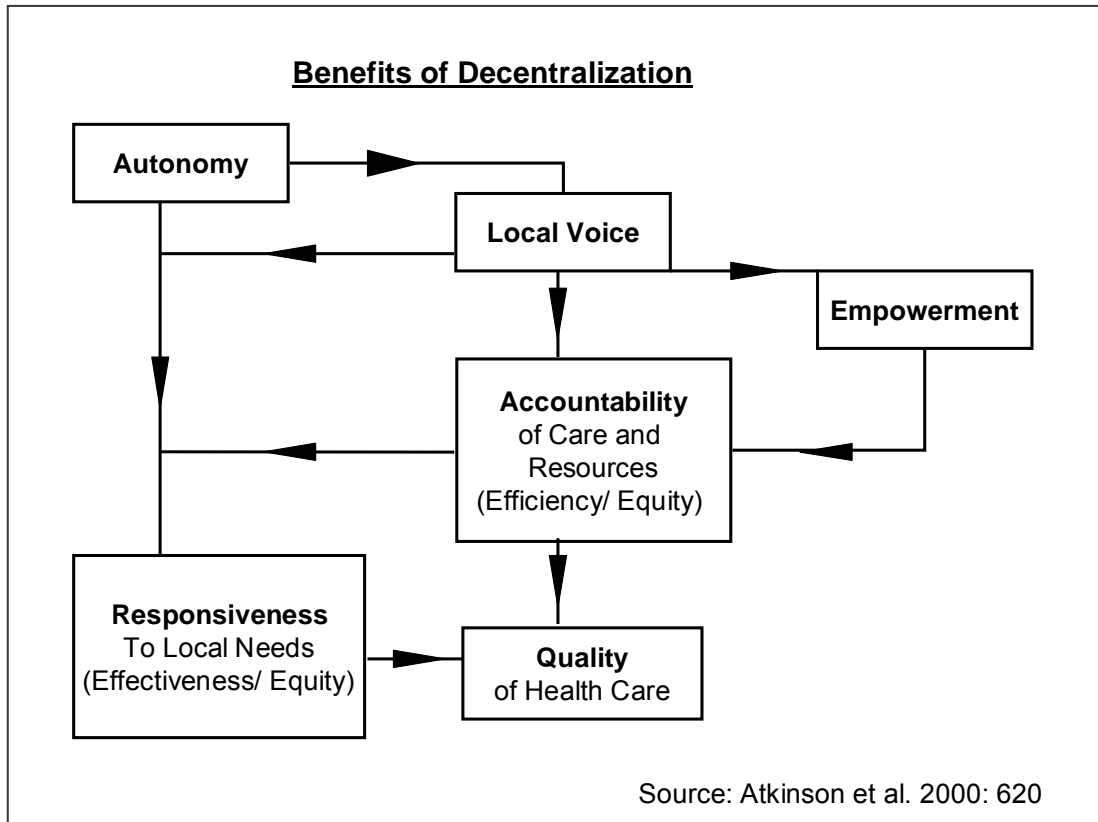 Benefits of Decentralization
Autonomy
Local Voice
Empowerment
Accountability
of Care and
Resources
(Efficiency/ Equity)
Responsiveness
To Local Needs
(Effectiveness/ Equity)
Quality
of Health Care
Source: Atkinson et al. 2000: 620